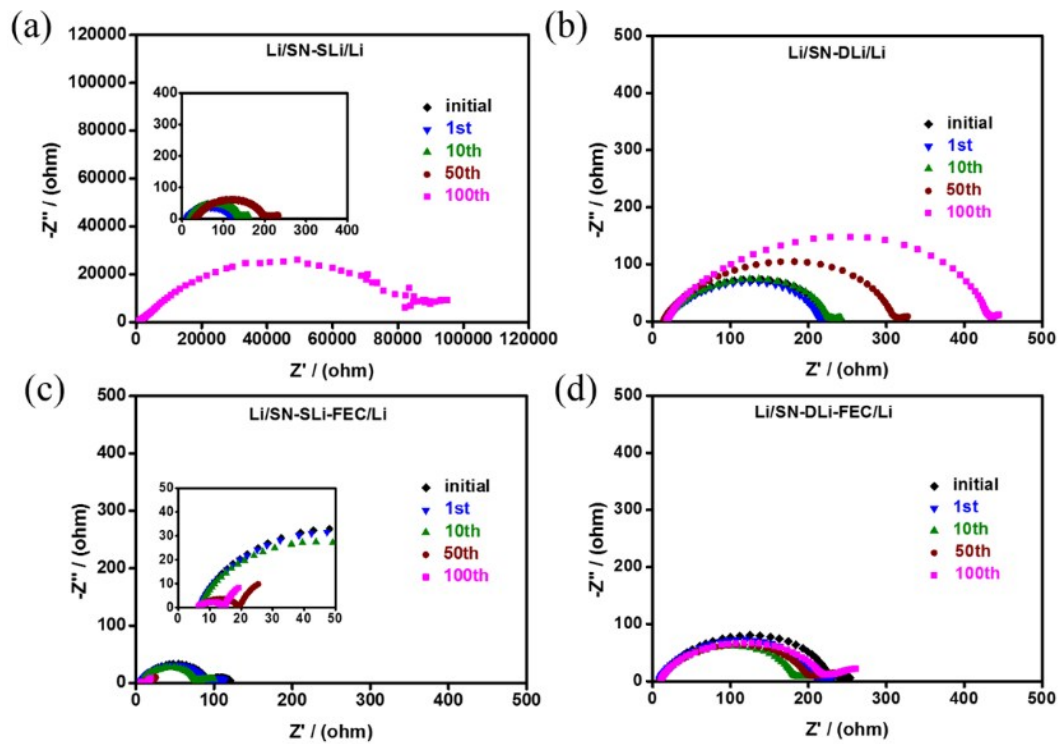 (a)
Li/SN-SLi/Li
120000
100000
80000
60000
40000
20000
0
-Z'' / (ohm)
400
300
200
100
0
0 100 200 300 400
initial
1st
10th
50th
100th
0 20000 40000 60000 80000 100000 120000
Z' / (ohm)
(b)
Li/SN-DLi/Li
500
400
300
200
100
0
-Z'' / (ohm)
initial
1st
10th
50th
100th
0 100 200 300 400 500
Z' / (ohm)
(c)
Li/SN-SLi-FEC/Li
500
400
300
200
100
0
-Z'' / (ohm)
50
40
30
20
10
0
0 10 20 30 40 50
initial
1st
10th
50th
100th
0 100 200 300 400 500
Z' / (ohm)
(d)
Li/SN-DLi-FEC/Li
500
400
300
200
100
0
-Z'' / (ohm)
initial
1st
10th
50th
100th
0 100 200 300 400 500
Z' / (ohm)